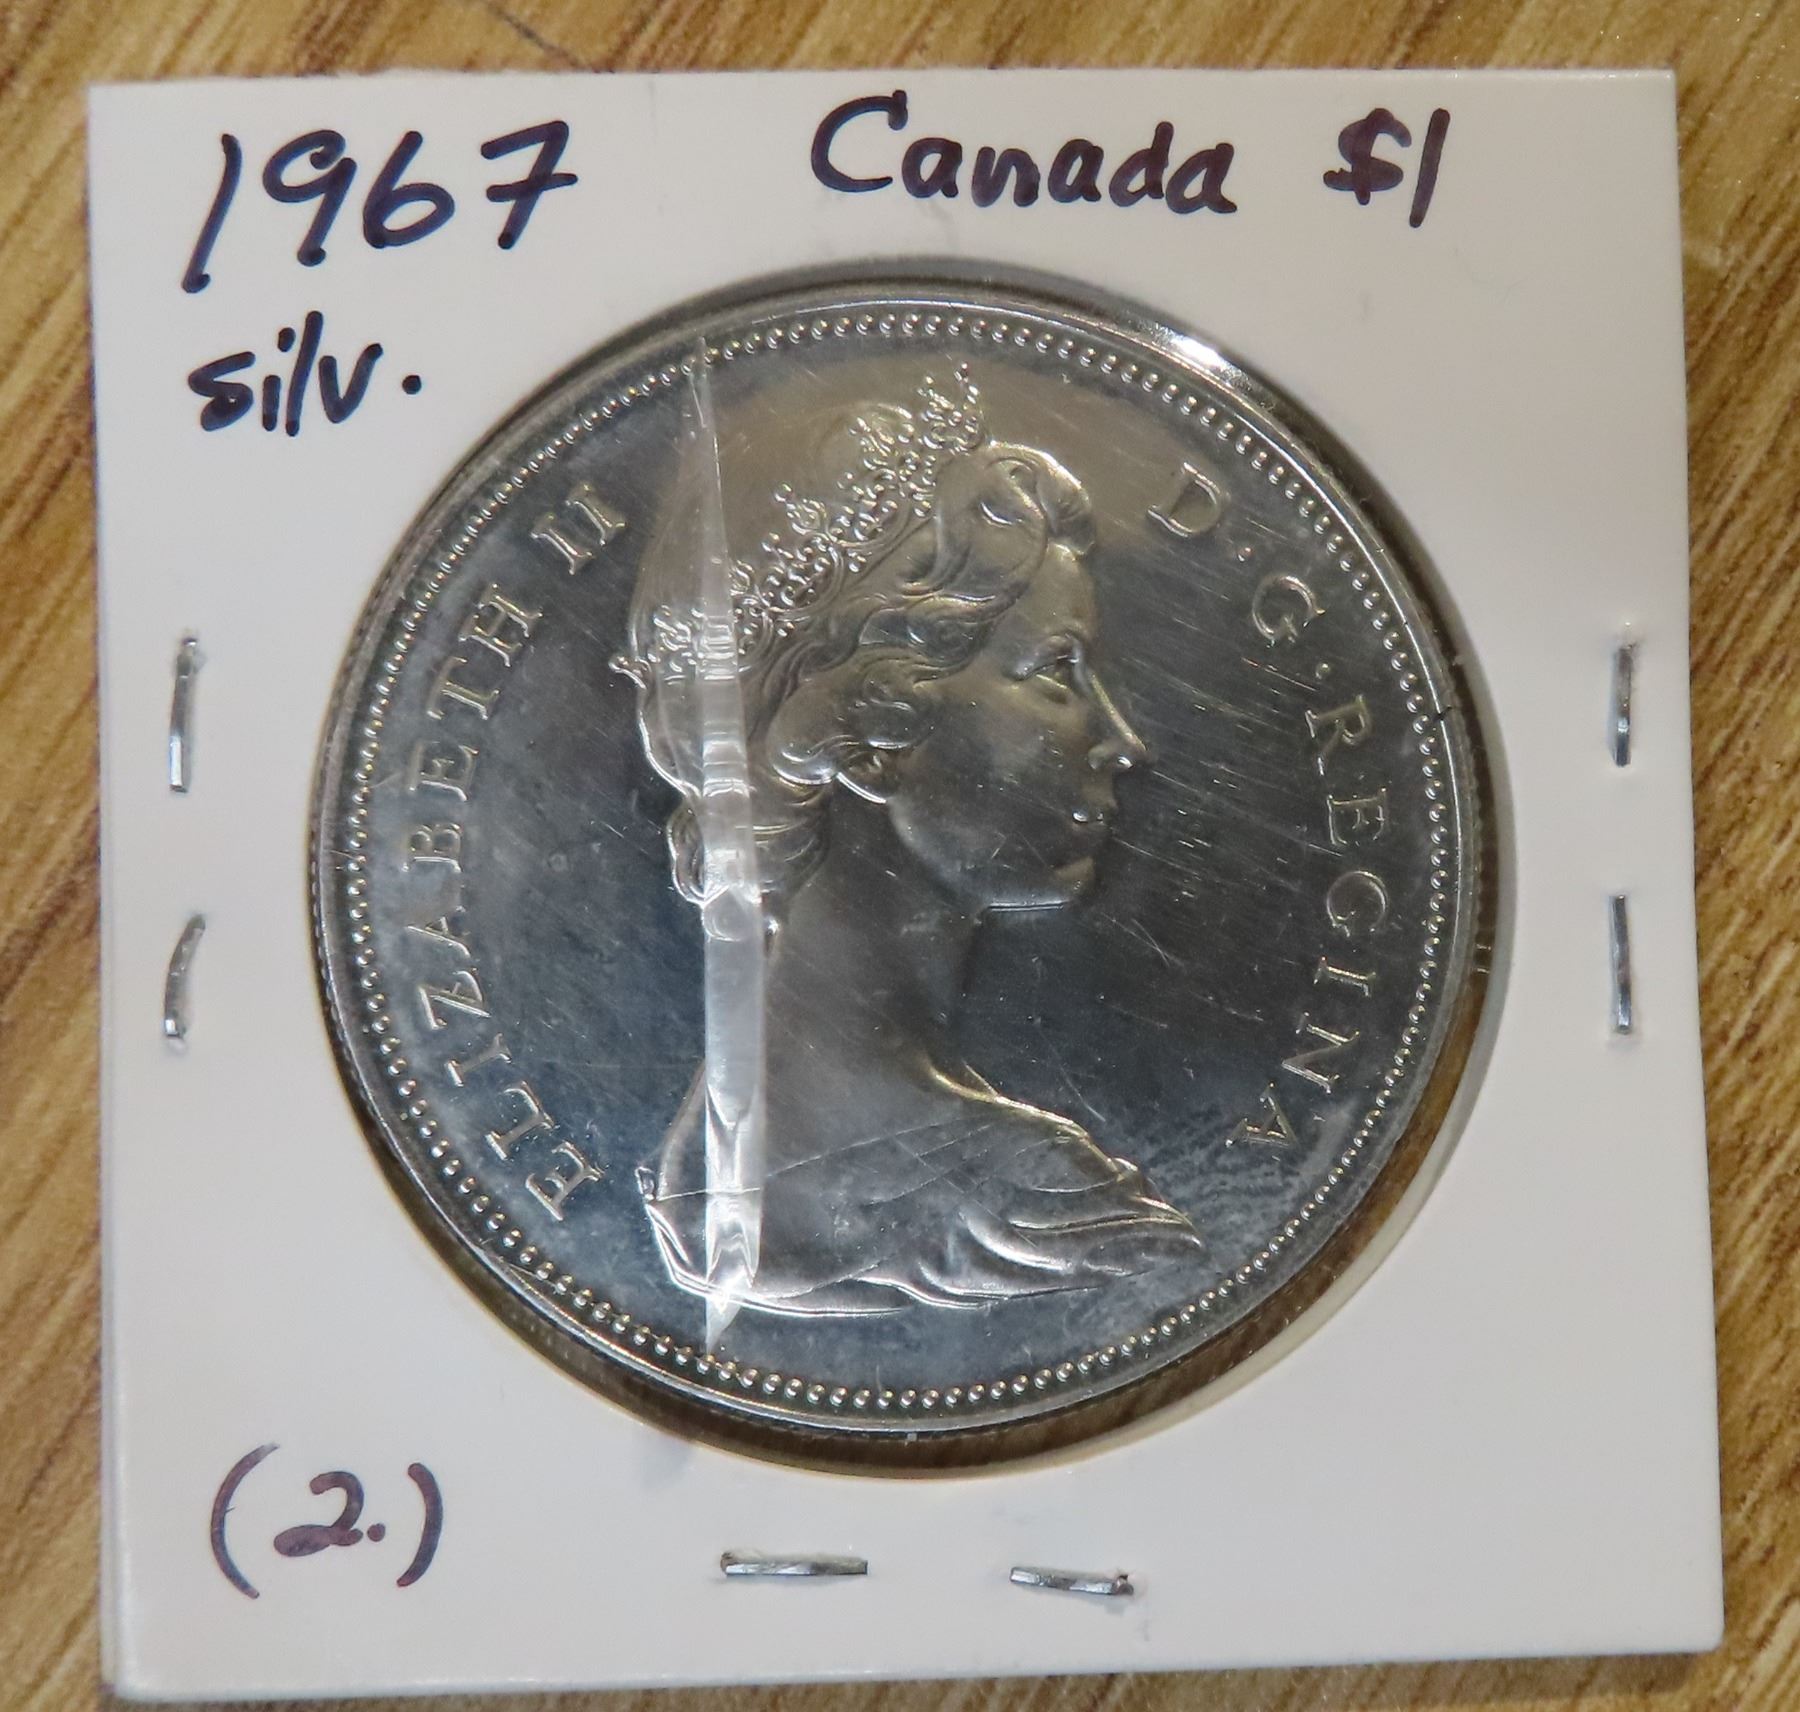 1967 Canada $1
silv.
ELIZABETH II D · G · REGINA
(2.)